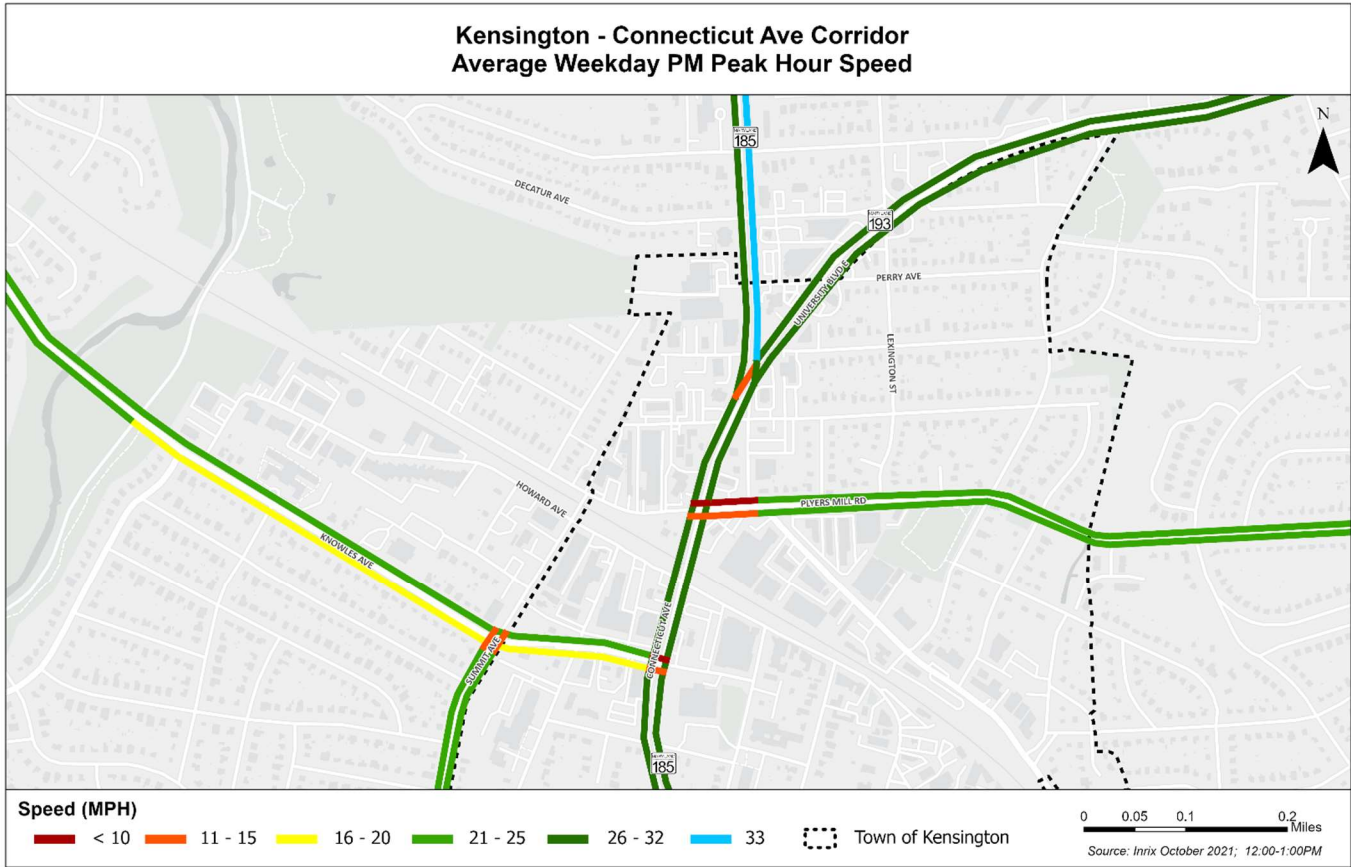 Kensington - Connecticut Ave Corridor
Average Weekday PM Peak Hour Speed
N
MARYLAND
185
DECATUR AVE
MARYLAND
193
PERRY AVE
UNIVERSITY BLVD E
LEXINGTON ST
HOWARD AVE
PLYERS MILL RD
KNOWLES AVE
SUMMIT AVE
CONNECTICUT AVE
MARYLAND
185
Speed (MPH)
< 10 11 - 15 16 - 20 21 - 25 26 - 32 33 Town of Kensington
0 0.05 0.1 0.2
Miles
Source: Inrix October 2021; 12:00-1:00PM